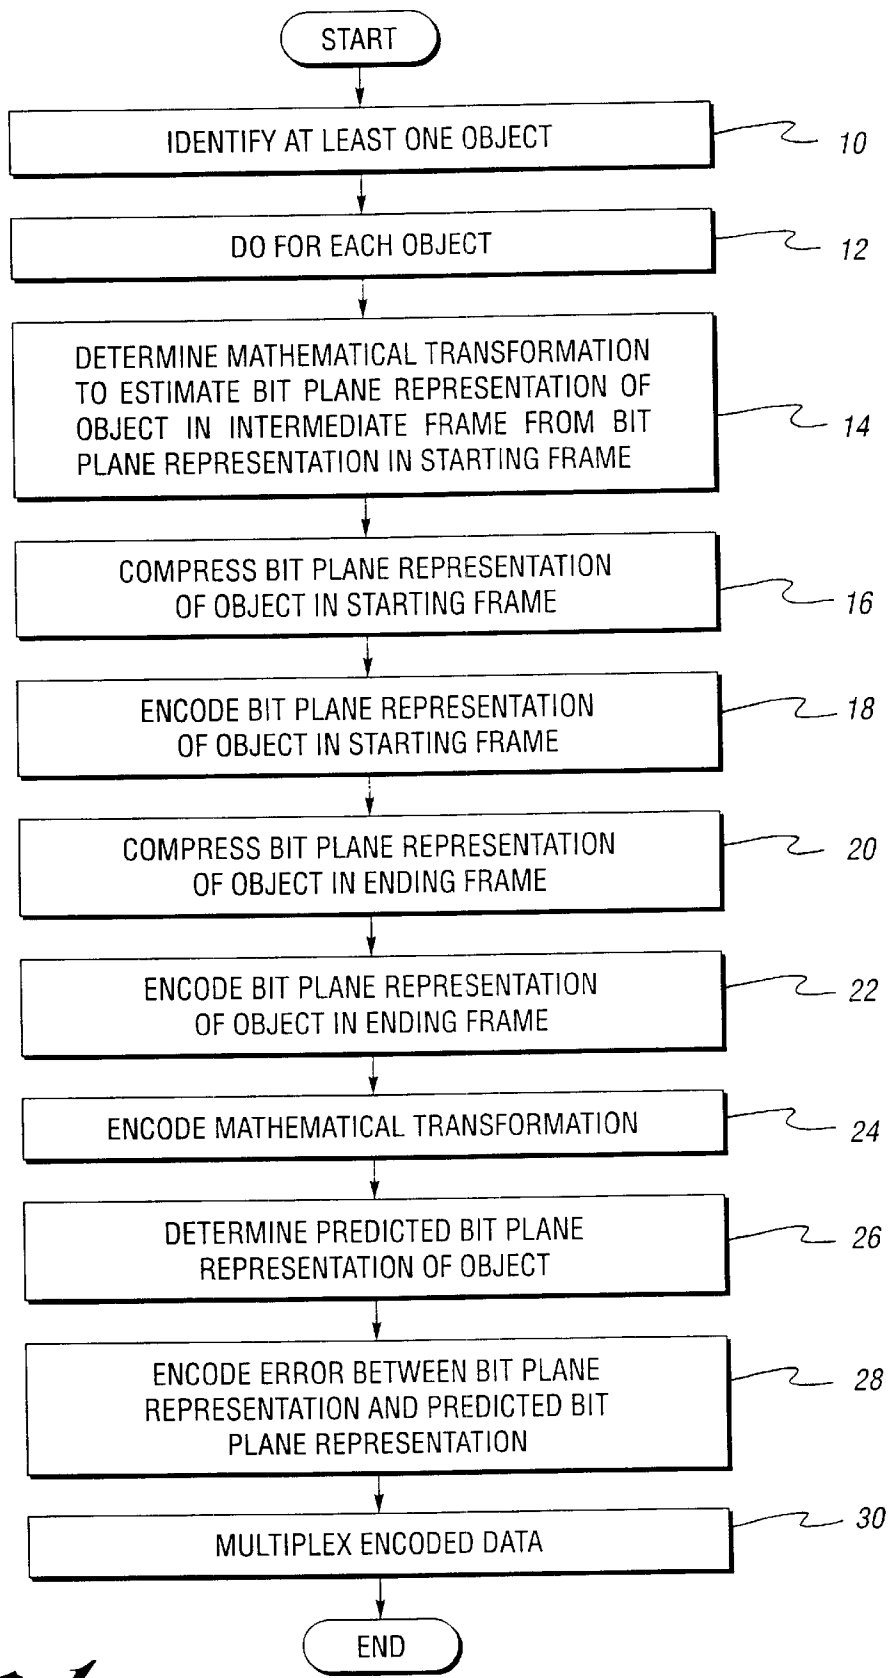 START
IDENTIFY AT LEAST ONE OBJECT
10
DO FOR EACH OBJECT
12
DETERMINE MATHEMATICAL TRANSFORMATION
TO ESTIMATE BIT PLANE REPRESENTATION OF
OBJECT IN INTERMEDIATE FRAME FROM BIT
PLANE REPRESENTATION IN STARTING FRAME
14
COMPRESS BIT PLANE REPRESENTATION
OF OBJECT IN STARTING FRAME
16
ENCODE BIT PLANE REPRESENTATION
OF OBJECT IN STARTING FRAME
18
COMPRESS BIT PLANE REPRESENTATION
OF OBJECT IN ENDING FRAME
20
ENCODE BIT PLANE REPRESENTATION
OF OBJECT IN ENDING FRAME
22
ENCODE MATHEMATICAL TRANSFORMATION
24
DETERMINE PREDICTED BIT PLANE
REPRESENTATION OF OBJECT
26
ENCODE ERROR BETWEEN BIT PLANE
REPRESENTATION AND PREDICTED BIT
PLANE REPRESENTATION
28
MULTIPLEX ENCODED DATA
30
END